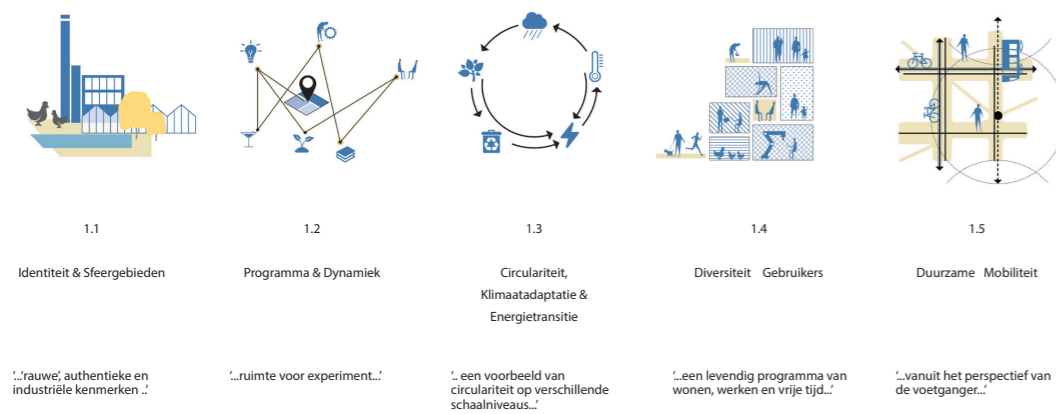 1.1
Identiteit & Sfeergebieden
'...'rauwe', authentieke en
industriële kenmerken ..'
1.2
Programma & Dynamiek
'...ruimte voor experiment...'
1.3
Circulariteit,
Klimaatadaptatie &
Energietransitie
'.. een voorbeeld van
circulariteit op verschillende
schaalniveaus...'
1.4
Diversiteit Gebruikers
'...een levendig programma van
wonen, werken en vrije tijd...'
1.5
Duurzame Mobiliteit
'...vanuit het perspectief van
de voetganger...'